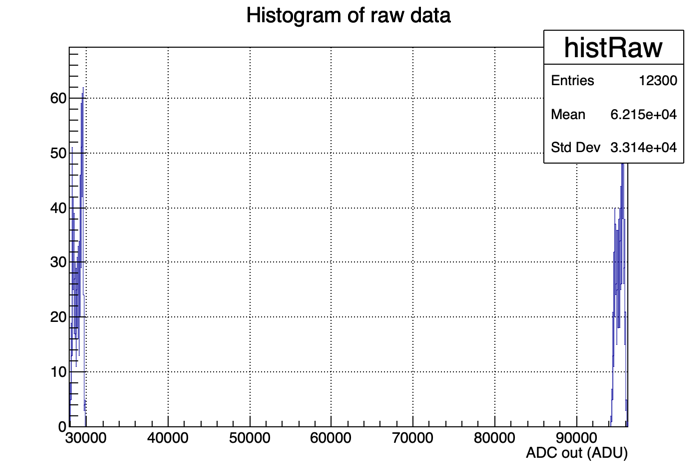 Histogram of raw data
histRaw
Entries 12300
Mean 6.215e+04
Std Dev 3.314e+04
60
50
40
30
20
10
0
30000 40000 50000 60000 70000 80000 90000
ADC out (ADU)